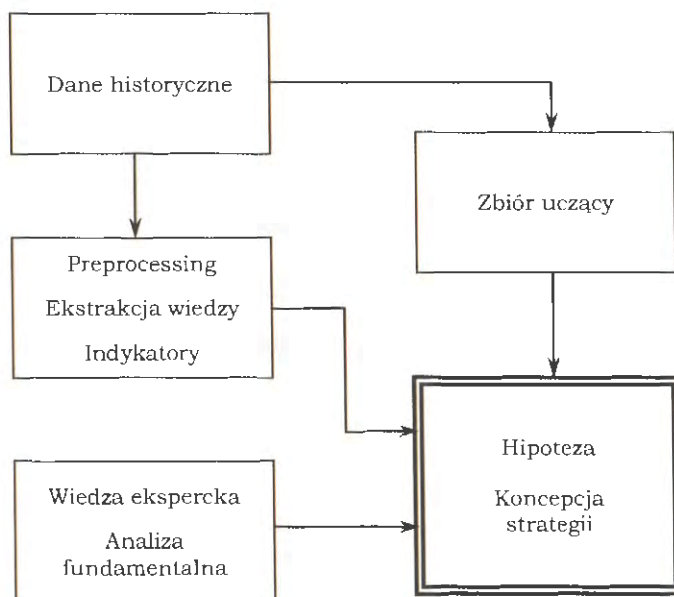 Dane historyczne
Zbiór uczący
Preprocessing
Ekstrakcja wiedzy
Indykatory
Hipoteza
Koncepcja
strategii
Wiedza ekspercka
Analiza
fundamentalna